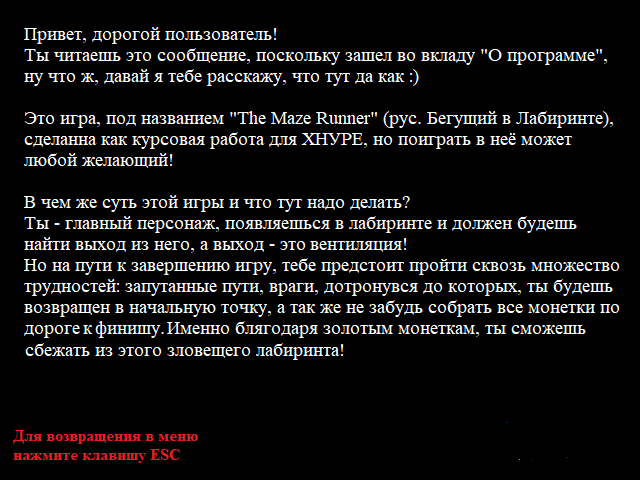 Привет, дорогой пользователь!
Ты читаешь это сообщение, поскольку зашел во вкладу "О программе",
ну что ж, давай я тебе расскажу, что тут да как :)
Это игра, под названием "The Maze Runner" (рус. Бегущий в Лабиринте),
сделанна как курсовая работа для ХНУРЕ, но поиграть в неё может
любой желающий!
В чем же суть этой игры и что тут надо делать?
Ты - главный персонаж, появляешься в лабиринте и должен будешь
найти выход из него, а выход - это вентиляция!
Но на пути к завершению игру, тебе предстоит пройти сквозь множество
трудностей: запутанные пути, враги, дотронувся до которых, ты будешь
возвращен в начальную точку, а так же не забудь собрать все монетки по
дороге к финишу. Именно блягодаря золотым монеткам, ты сможешь
сбежать из этого зловещего лабиринта!
Для возвращения в меню
нажмите клавишу ESC